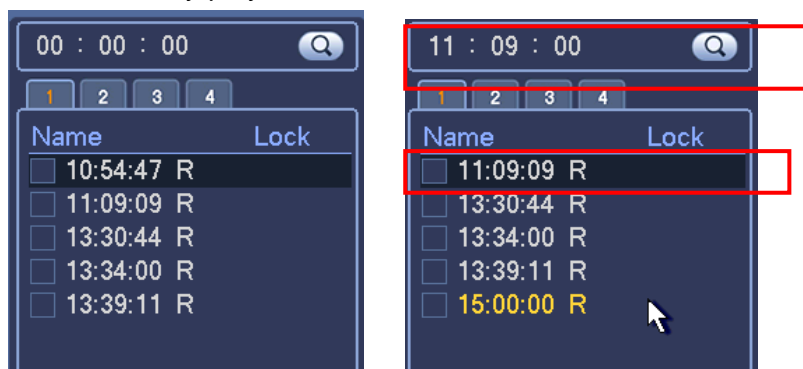 00 : 00 : 00
1 2 3 4
Name Lock
10:54:47 R
11:09:09 R
13:30:44 R
13:34:00 R
13:39:11 R
11 : 09 : 00
1 2 3 4
Name Lock
11:09:09 R
13:30:44 R
13:34:00 R
13:39:11 R
15:00:00 R